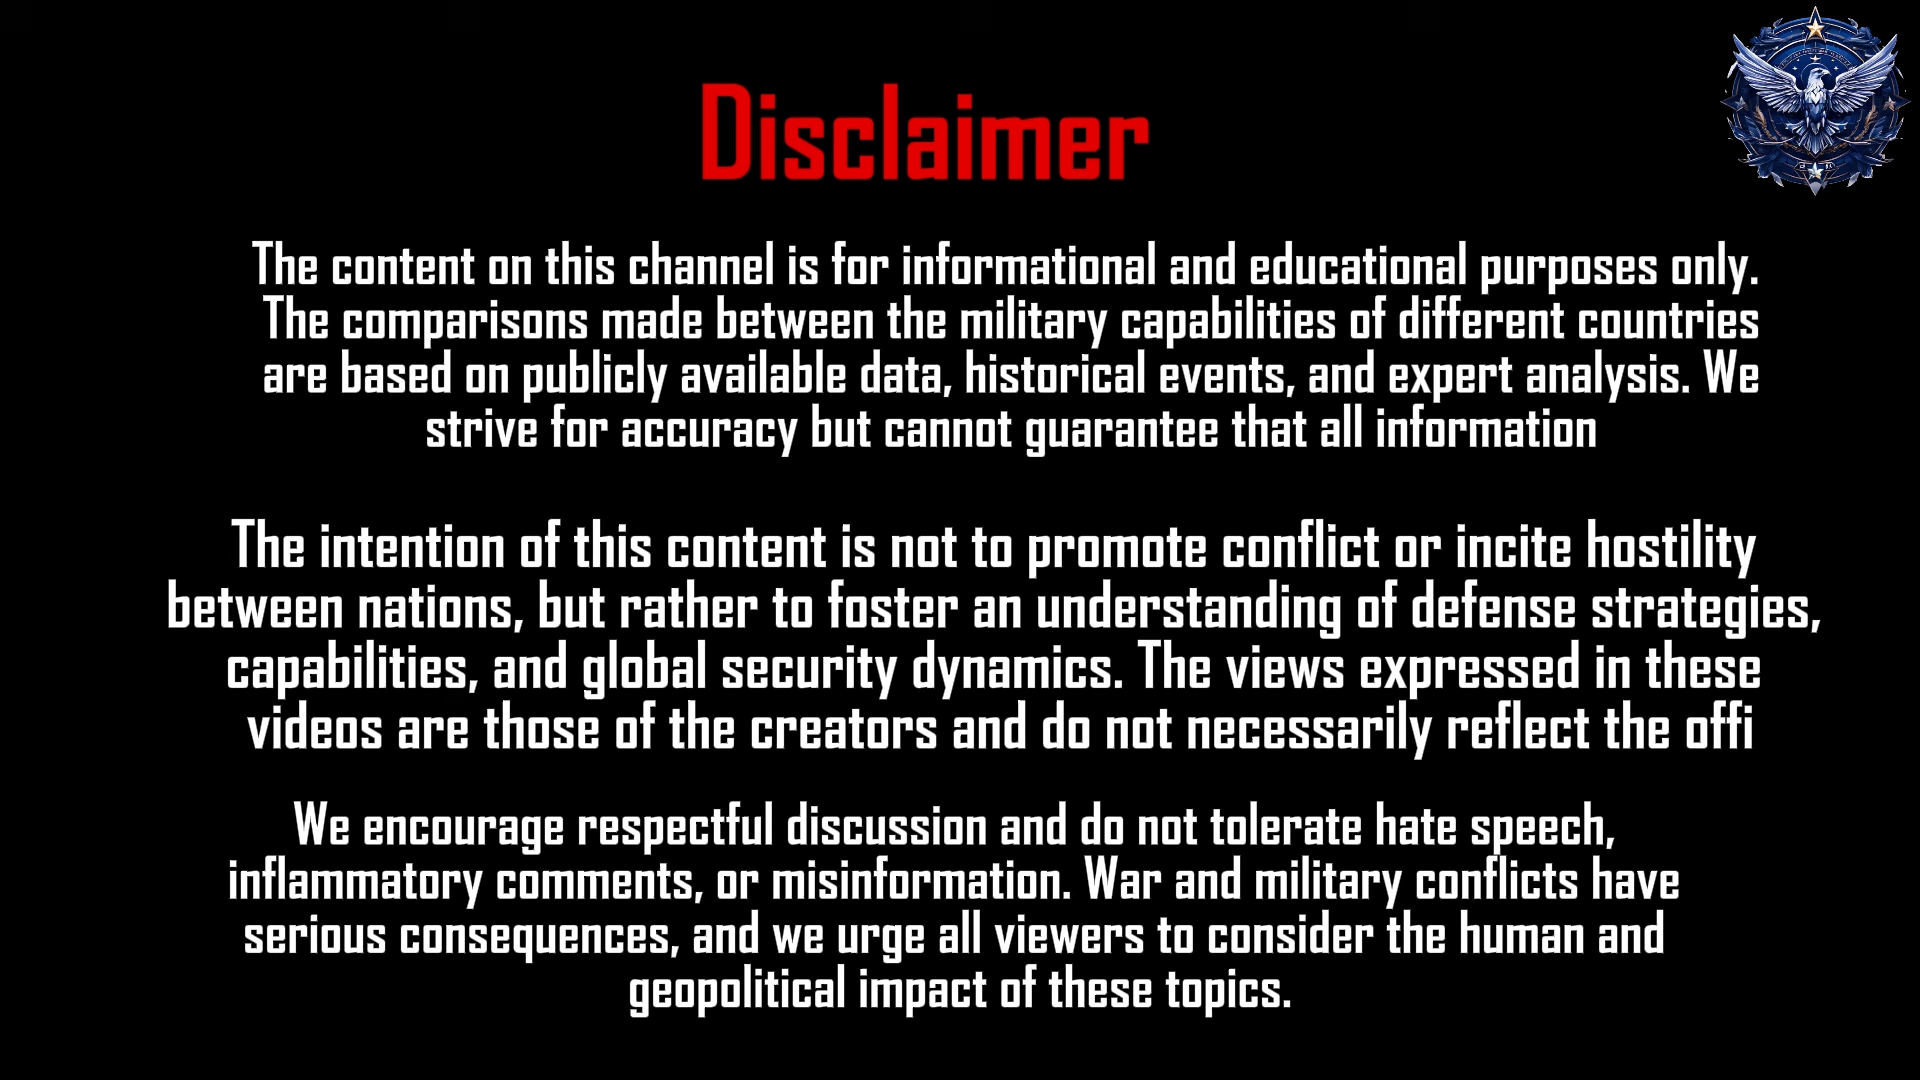 Disclaimer
The content on this channel is for informational and educational purposes only.
The comparisons made between the military capabilities of different countries
are based on publicly available data, historical events, and expert analysis. We
strive for accuracy but cannot guarantee that all information
The intention of this content is not to promote conflict or incite hostility
between nations, but rather to foster an understanding of defense strategies,
capabilities, and global security dynamics. The views expressed in these
videos are those of the creators and do not necessarily reflect the offi
We encourage respectful discussion and do not tolerate hate speech,
inflammatory comments, or misinformation. War and military conflicts have
serious consequences, and we urge all viewers to consider the human and
geopolitical impact of these topics.